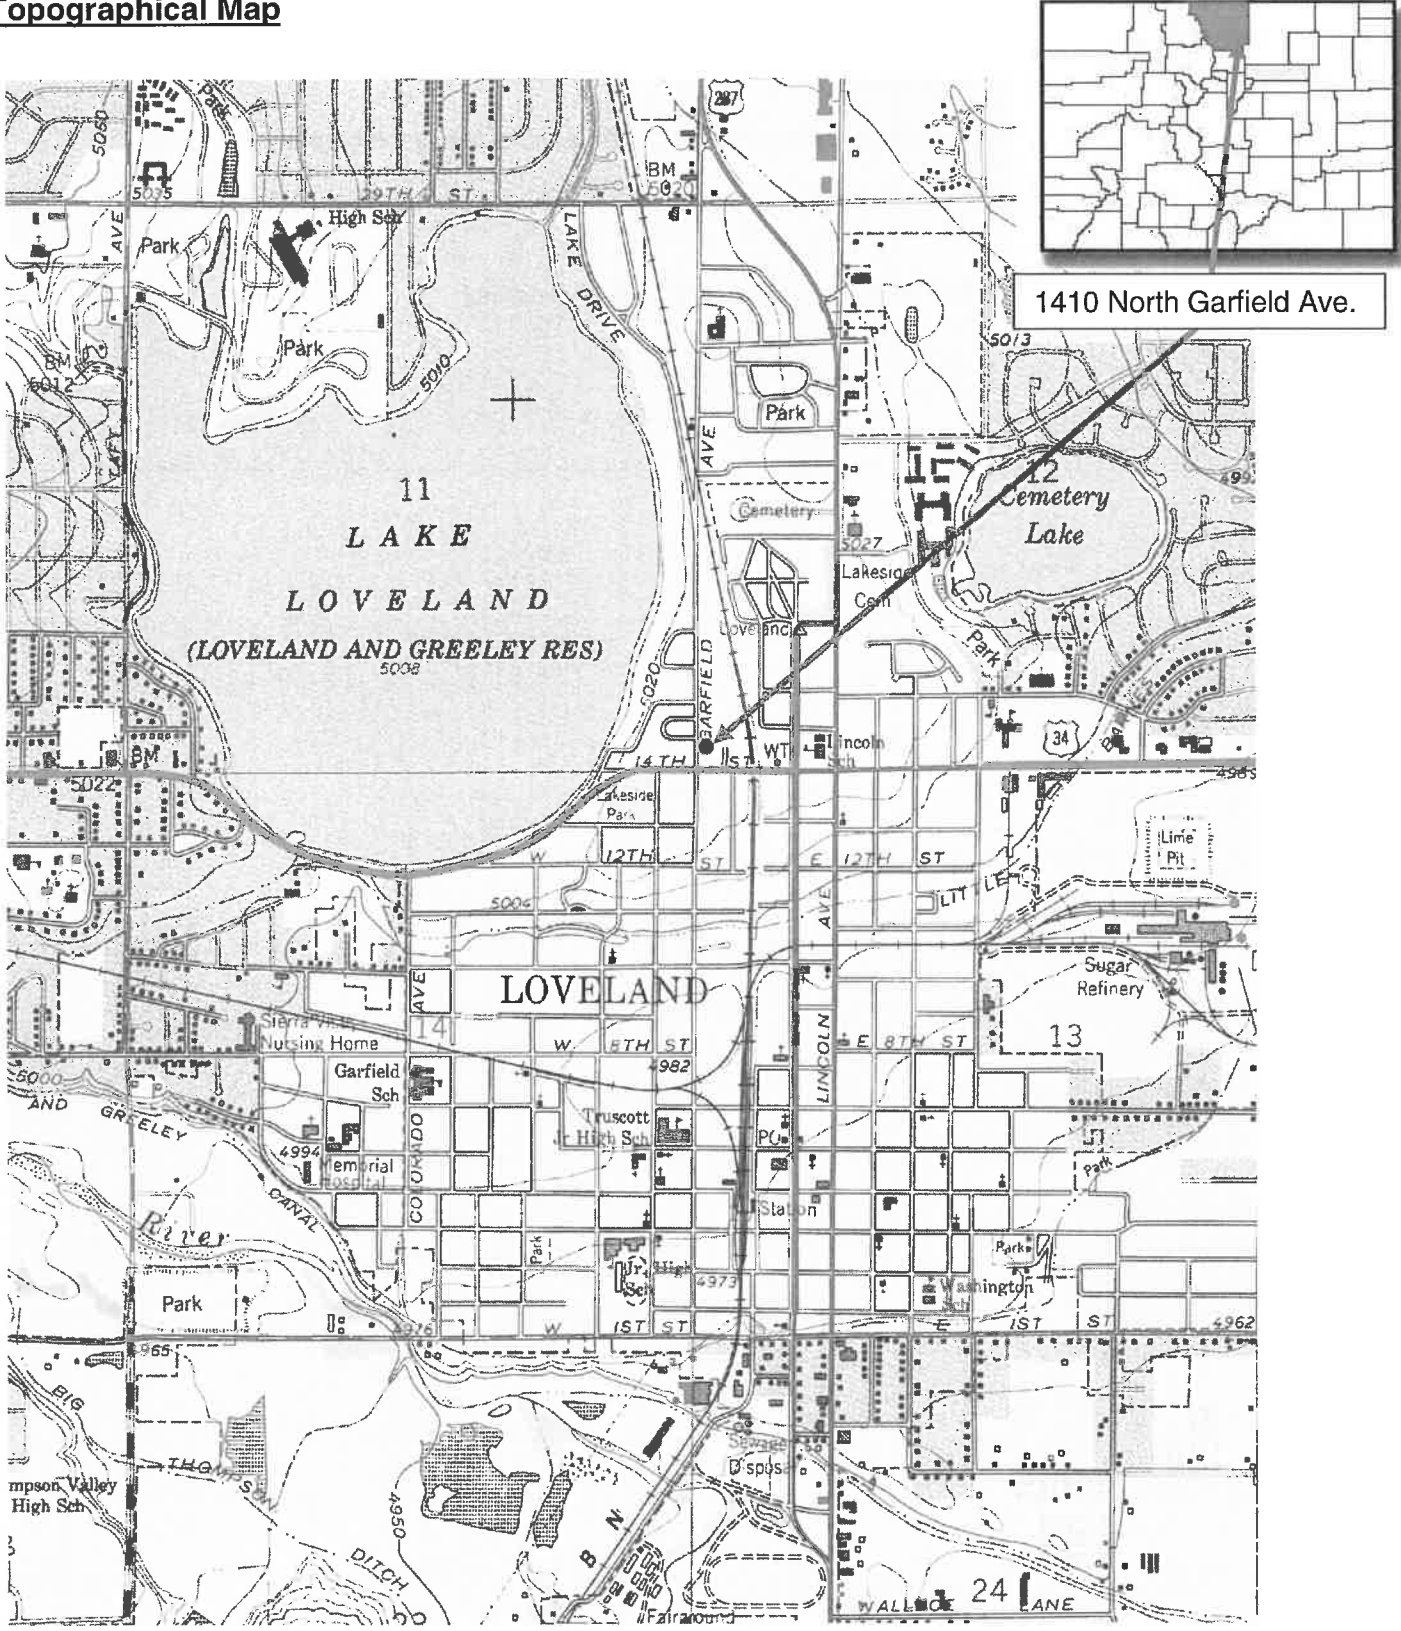 Topographical Map
1410 North Garfield Ave.
287
5060
Park
BM
5020
5035
29TH ST
High Sch
AVE
Park
LAKE
DRIVE
Park
5010
5013
BM
5012
TAFT
Park
AVE
11
LAKE
LOVELAND
(LOVELAND AND GREELEY RES)
5008
12
Cemetery
Lake
Cemetery
5027
Lakeside
Cem
Loveland
Park
5020
GARFIELD
34
Lincoln
Sch
WT
14TH ST
BM
5022
Lakeside
Park
Lime
Pit
W 12TH ST
E 12TH ST
LITTLE
5004
AVE
LOVELAND
Sugar
Refinery
AVE
14
13
Sierra Vista
Nursing Home
W 8TH ST
E 8TH ST
LINCOLN
4982
Garfield
Sch
5000
AND GREELEY
CANAL
Truscott
Jr High Sch
PO
4994
Memorial
Hospital
COLORADO
Park
Station
River
Park
Park
Jr High
Sch
4973
Park
Washington
Sch
4976
W 1ST ST
E 1ST ST
4962
4965
BIG
THOMPSON
DITCH
mpson Valley
High Sch
4950
Sewage
Disposal
B N
24
WALLACE LANE
Fairground